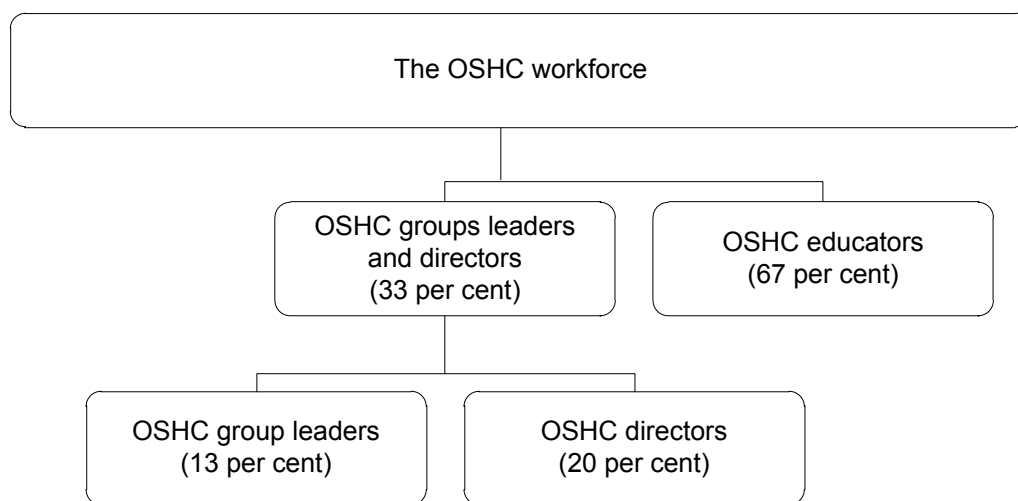 The OSHC workforce
OSHC groups leaders
and directors
(33 per cent)
OSHC educators
(67 per cent)
OSHC group leaders
(13 per cent)
OSHC directors
(20 per cent)